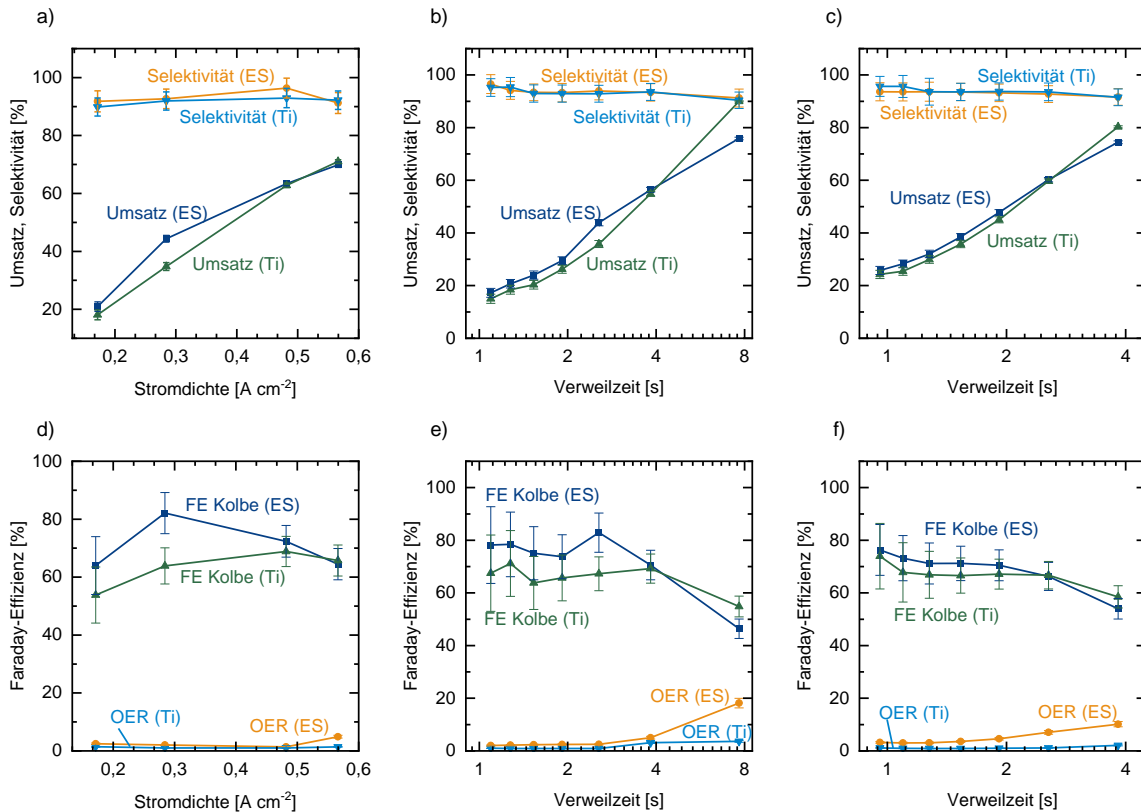 a)
b)
c)
Umsatz, Selektivität [%]
100
80
60
40
20
Selektivität (ES)
Selektivität (Ti)
Umsatz (ES)
Umsatz (Ti)
0,2
0,3
0,4
0,5
0,6
Stromdichte [A cm-2]
Umsatz, Selektivität [%]
100
80
60
40
20
0
Selektivität (ES)
Selektivität (Ti)
Umsatz (ES)
Umsatz (Ti)
1
2
4
8
Verweilzeit [s]
Umsatz, Selektivität [%]
100
80
60
40
20
0
Selektivität (Ti)
Selektivität (ES)
Umsatz (ES)
Umsatz (Ti)
1
2
4
Verweilzeit [s]
d)
e)
f)
Faraday-Effizienz [%]
100
80
60
40
20
0
FE Kolbe (ES)
FE Kolbe (Ti)
OER (Ti)
OER (ES)
0,2
0,3
0,4
0,5
0,6
Stromdichte [A cm-2]
Faraday-Effizienz [%]
100
80
60
40
20
0
FE Kolbe (ES)
FE Kolbe (Ti)
OER (ES)
OER (Ti)
1
2
4
8
Verweilzeit [s]
Faraday-Effizienz [%]
100
80
60
40
20
0
FE Kolbe (ES)
FE Kolbe (Ti)
OER (Ti)
OER (ES)
1
2
4
Verweilzeit [s]